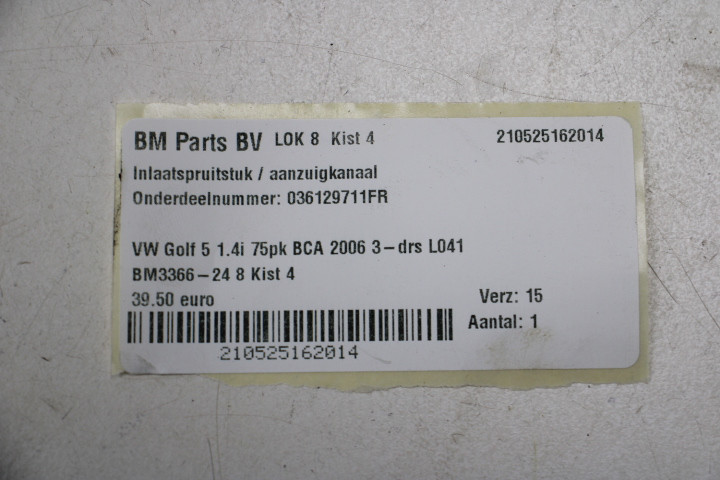 BM Parts BV LOK 8 Kist 4 210525162014
Inlaatspruitstuk / aanzuigkanaal
Onderdeelnummer: 036129711FR
VW Golf 5 1.4i 75pk BCA 2006 3-drs L041
BM3366-24 8 Kist 4
39.50 euro Verz: 15
Aantal: 1
210525162014